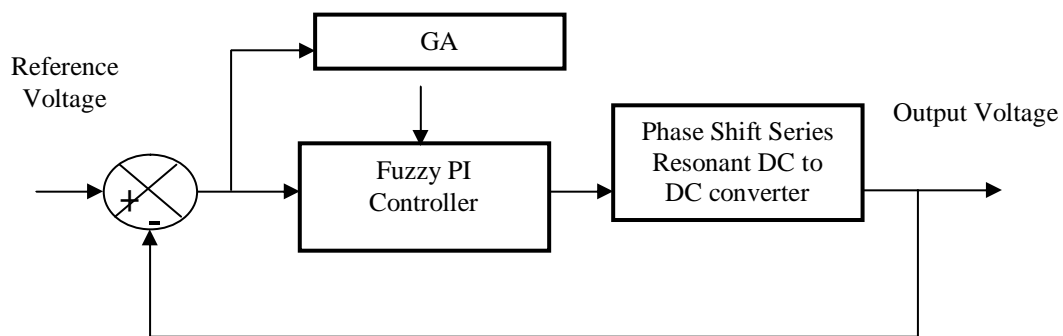 GA
Reference
Voltage
Output Voltage
Phase Shift Series
Resonant DC to
DC converter
Fuzzy PI
Controller
+
-